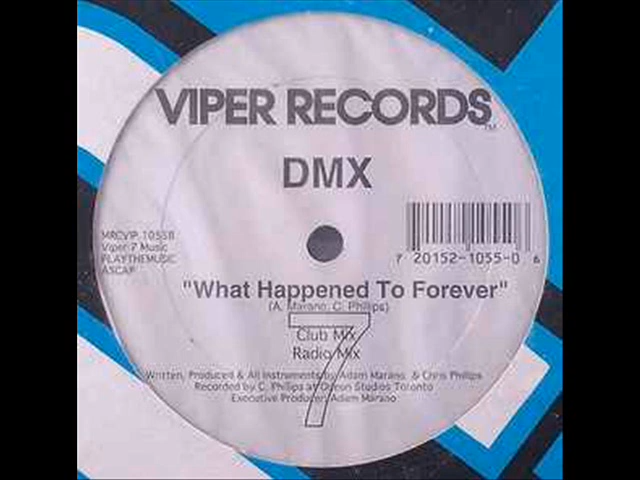 VIPER RECORDS™
DMX
MRCVIP 1055B
Viper 7 Music
PLAYTHEMUSIC
ASCAP
7 20152-1055-0 6
"What Happened To Forever"
(A. Marano, C. Phillips)
Club Mix
Radio Mix
7
Written, Produced & All Instruments by Adam Marano, & Chris Phillips
Recorded by C. Phillips at Odeon Studios Toronto
Executive Producer: Adam Marano